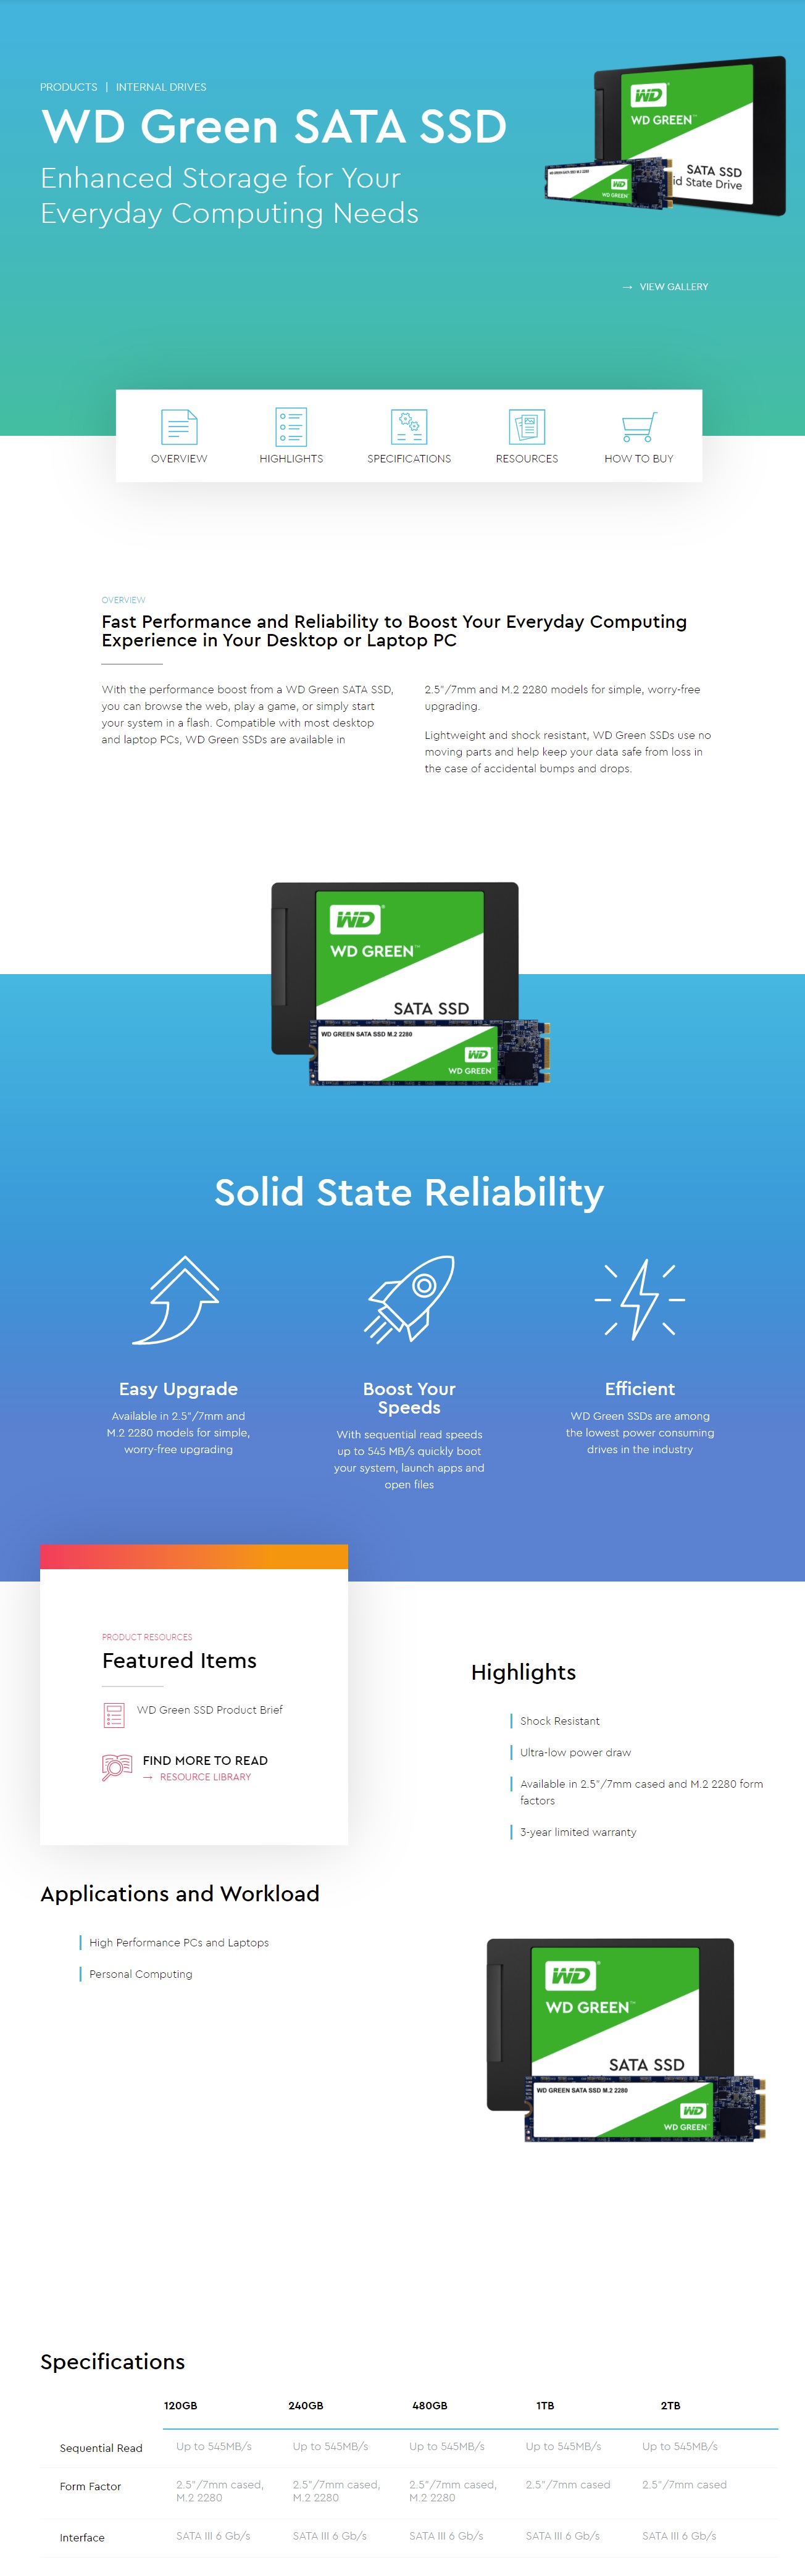 PRODUCTS | INTERNAL DRIVES
WD Green SATA SSD
Enhanced Storage for Your
Everyday Computing Needs
WD
WD GREEN™
SATA SSD
id State Drive
WD GREEN SATA SSD M.2 2280
WD
WD GREEN
→ VIEW GALLERY
OVERVIEW
HIGHLIGHTS
SPECIFICATIONS
RESOURCES
HOW TO BUY
OVERVIEW
Fast Performance and Reliability to Boost Your Everyday Computing
Experience in Your Desktop or Laptop PC
With the performance boost from a WD Green SATA SSD,
you can browse the web, play a game, or simply start
your system in a flash. Compatible with most desktop
and laptop PCs, WD Green SSDs are available in
2.5"/7mm and M.2 2280 models for simple, worry-free
upgrading.
Lightweight and shock resistant, WD Green SSDs use no
moving parts and help keep your data safe from loss in
the case of accidental bumps and drops.
WD®
WD GREEN™
SATA SSD
WD GREEN SATA SSD M.2 2280
WD
WD GREEN
Solid State Reliability
Easy Upgrade
Available in 2.5"/7mm and
M.2 2280 models for simple,
worry-free upgrading
Boost Your
Speeds
With sequential read speeds
up to 545 MB/s quickly boot
your system, launch apps and
open files
Efficient
WD Green SSDs are among
the lowest power consuming
drives in the industry
PRODUCT RESOURCES
Featured Items
WD Green SSD Product Brief
FIND MORE TO READ
→ RESOURCE LIBRARY
Highlights
Shock Resistant
Ultra-low power draw
Available in 2.5"/7mm cased and M.2 2280 form
factors
3-year limited warranty
Applications and Workload
High Performance PCs and Laptops
Personal Computing
WD®
WD GREEN™
SATA SSD
WD GREEN SATA SSD M.2 2280
WD
WD GREEN
Specifications
120GB 240GB 480GB 1TB 2TB
Sequential Read Up to 545MB/s Up to 545MB/s Up to 545MB/s Up to 545MB/s Up to 545MB/s
Form Factor 2.5"/7mm cased, 2.5"/7mm cased, 2.5"/7mm cased, 2.5"/7mm cased 2.5"/7mm cased
M.2 2280 M.2 2280 M.2 2280
Interface SATA III 6 Gb/s SATA III 6 Gb/s SATA III 6 Gb/s SATA III 6 Gb/s SATA III 6 Gb/s